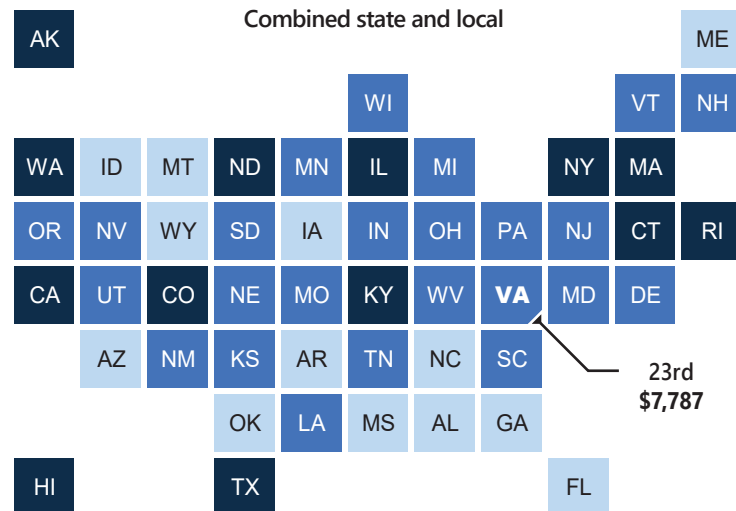 Combined state and local
AK ME
WI VT NH
WA ID MT ND MN IL MI NY MA
OR NV WY SD IA IN OH PA NJ CT RI
CA UT CO NE MO KY WV VA MD DE
AZ NM KS AR TN NC SC
23rd
$7,787
OK LA MS AL GA
HI TX FL